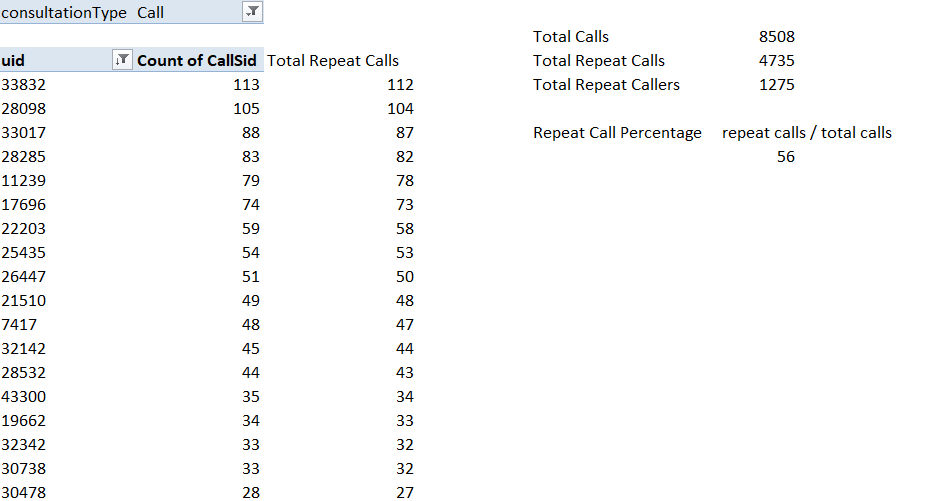 consultationType Call
Total Calls 8508
uid Count of CallSid Total Repeat Calls Total Repeat Calls 4735
33832 113 112 Total Repeat Callers 1275
28098 105 104
33017 88 87 Repeat Call Percentage repeat calls / total calls
28285 83 82 56
11239 79 78
17696 74 73
22203 59 58
25435 54 53
26447 51 50
21510 49 48
7417 48 47
32142 45 44
28532 44 43
43300 35 34
19662 34 33
32342 33 32
30738 33 32
30478 28 27